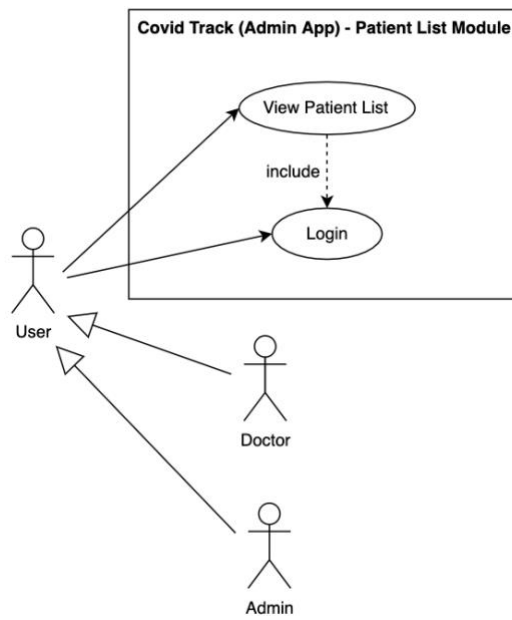 Covid Track (Admin App) - Patient List Module
View Patient List
include
Login
User
Doctor
Admin